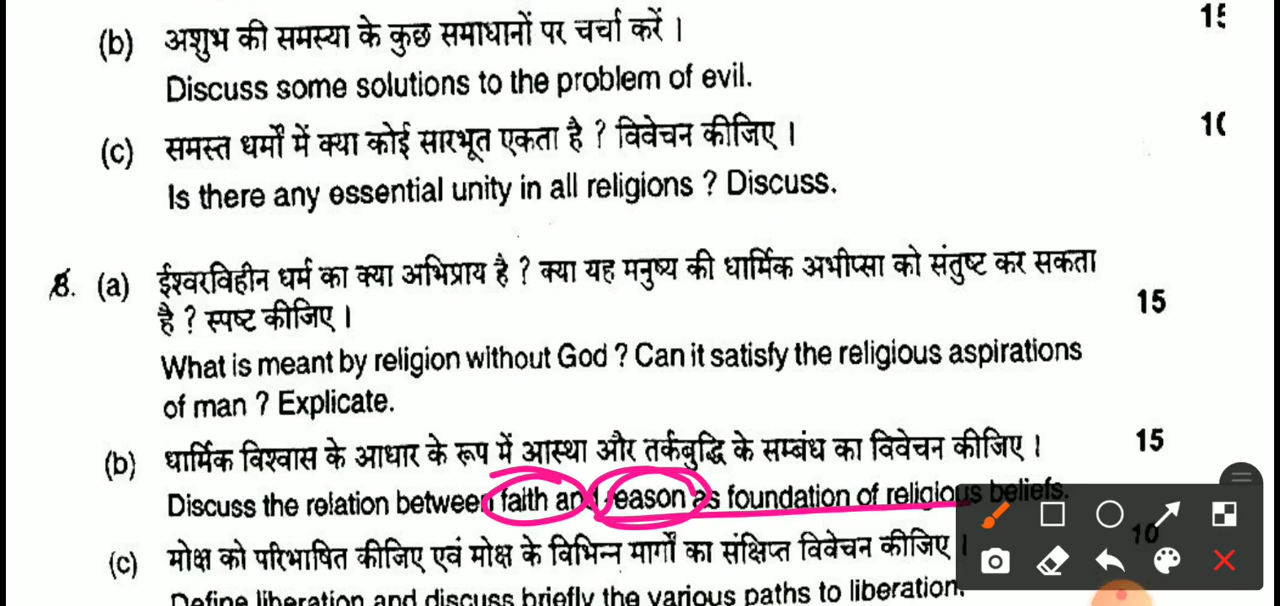 (b) अशुभ की समस्या के कुछ समाधानों पर चर्चा करें । 15
Discuss some solutions to the problem of evil.
(c) समस्त धर्मों में क्या कोई सारभूत एकता है ? विवेचन कीजिए । 10
Is there any essential unity in all religions ? Discuss.
8. (a) ईश्वरविहीन धर्म का क्या अभिप्राय है ? क्या यह मनुष्य की धार्मिक अभीप्सा को संतुष्ट कर सकता
है ? स्पष्ट कीजिए । 15
What is meant by religion without God ? Can it satisfy the religious aspirations
of man ? Explicate.
(b) धार्मिक विश्वास के आधार के रूप में आस्था और तर्कबुद्धि के सम्बंध का विवेचन कीजिए । 15
Discuss the relation between faith and reason as foundation of religious beliefs.
(c) मोक्ष को परिभाषित कीजिए एवं मोक्ष के विभिन्न मार्गों का संक्षिप्त विवेचन कीजिए । 10
Define liberation and discuss briefly the various paths to liberation.